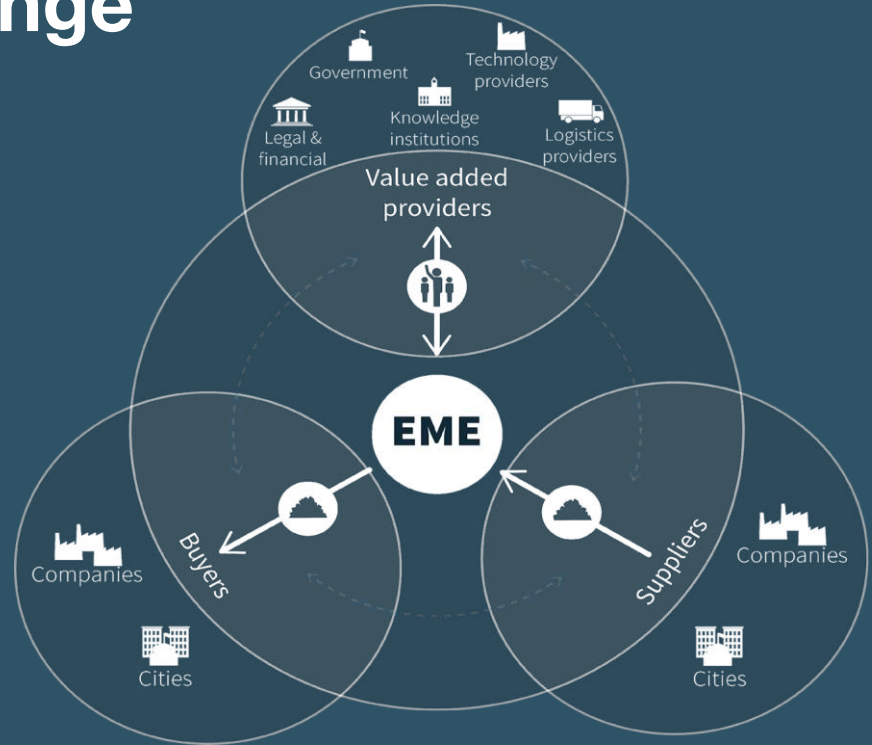 nge
Government
Technology
providers
Knowledge
institutions
Legal &
financial
Logistics
providers
Value added
providers
EME
Buyers
Companies
Cities
Suppliers
Companies
Cities